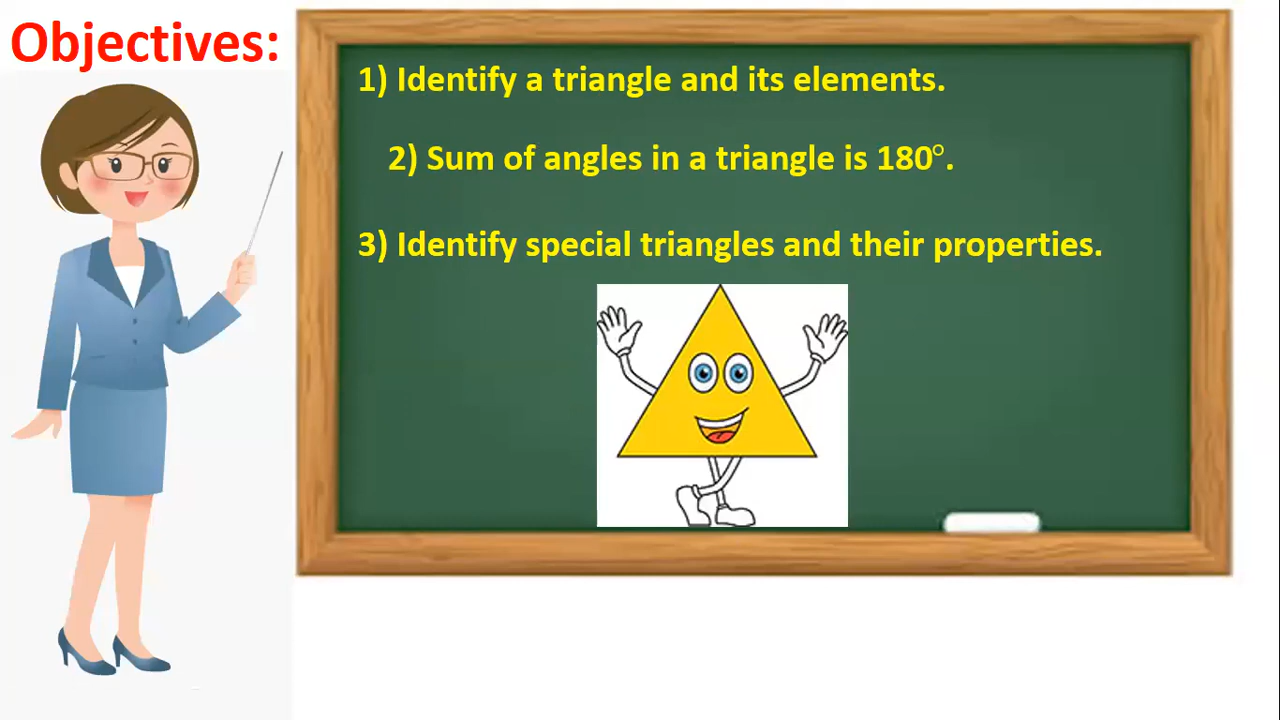 Objectives:
1) Identify a triangle and its elements.
2) Sum of angles in a triangle is 180°.
3) Identify special triangles and their properties.